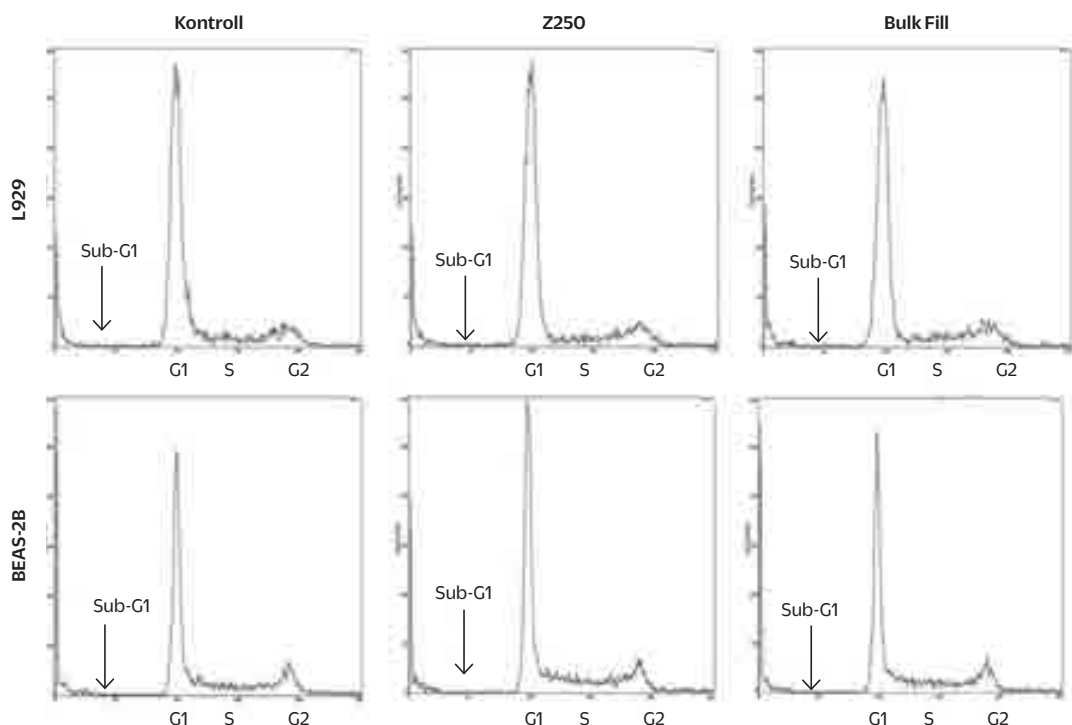 Kontroll
Z250
Bulk Fill
L929
Sub-G1
Sub-G1
Sub-G1
G1 S G2
G1 S G2
G1 S G2
BEAS-2B
Sub-G1
Sub-G1
Sub-G1
G1 S G2
G1 S G2
G1 S G2